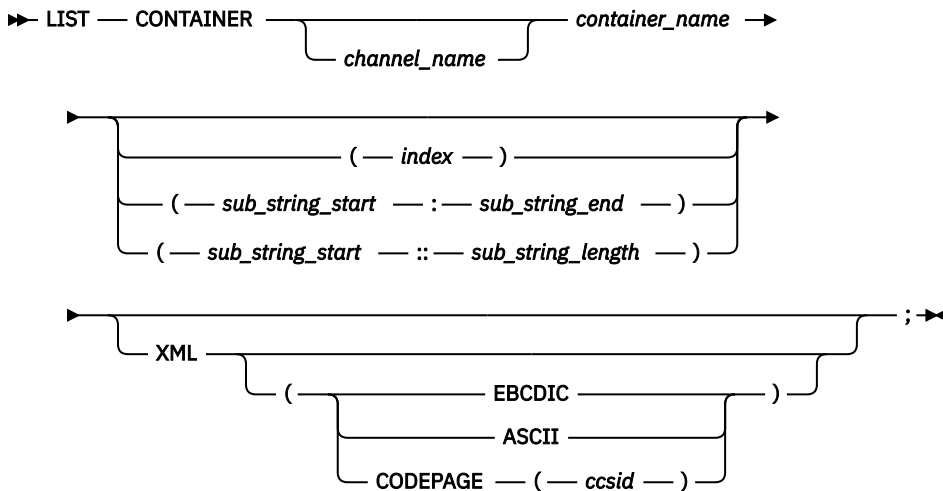 LIST CONTAINER container_name
channel_name
( index )
( sub_string_start : sub_string_end )
( sub_string_start :: sub_string_length )
;
XML
( EBCDIC )
ASCII
CODEPAGE ( ccsid )